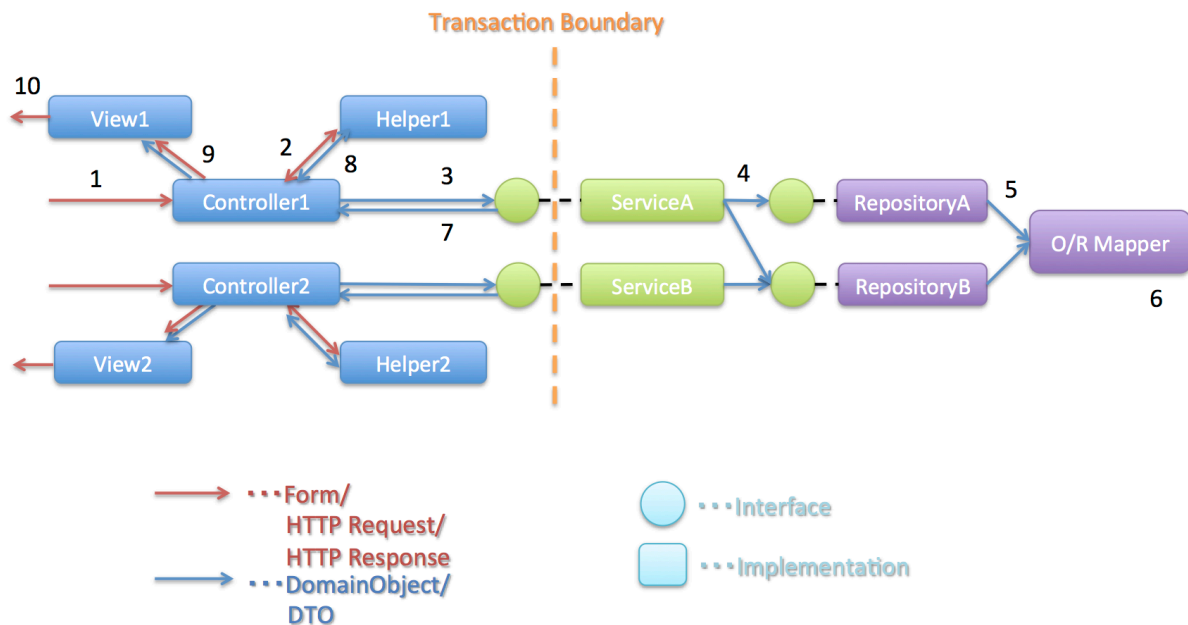 Transaction Boundary
10
View1
Helper1
9
2
8
1
3
4
5
Controller1
ServiceA
RepositoryA
7
O/R Mapper
Controller2
ServiceB
RepositoryB
6
View2
Helper2
···Form/
HTTP Request/
HTTP Response
···DomainObject/
DTO
···Interface
···Implementation